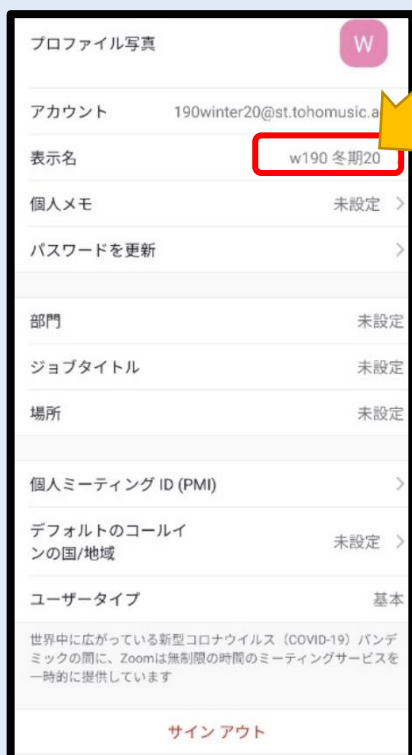 プロファイル写真
W
アカウント 190winter20@st.tohomusic.a
表示名 w190 冬期20
個人メモ 未設定
パスワードを更新
部門 未設定
ジョブタイトル 未設定
場所 未設定
個人ミーティング ID (PMI)
デフォルトのコールイ
ンの国/地域 未設定
ユーザータイプ 基本
世界中に広がっている新型コロナウイルス（COVID-19）パンデ
ミックの間に、Zoomは無制限の時間のミーティングサービスを
一時的に提供しています
サイン アウト